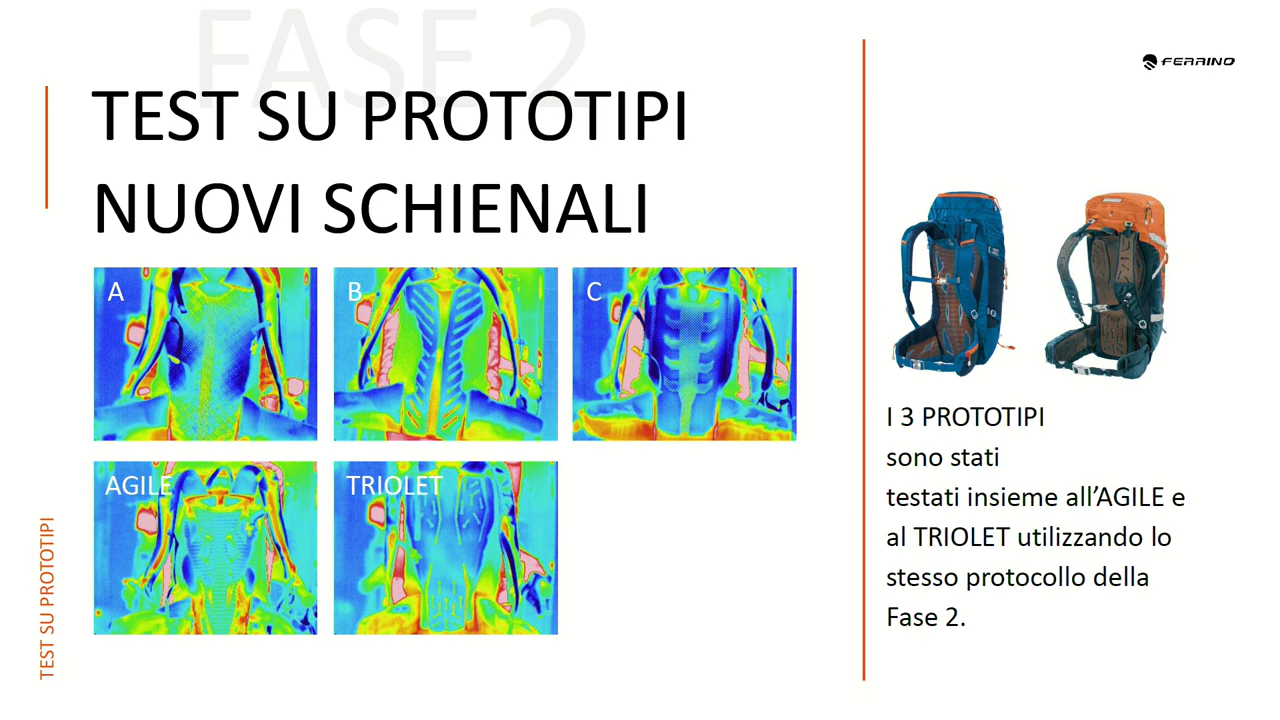 FASE 2
TEST SU PROTOTIPI
NUOVI SCHIENALI
FERRINO
A
B
C
AGILE
TRIOLET
I 3 PROTOTIPI
sono stati
testati insieme all’AGILE e
al TRIOLET utilizzando lo
stesso protocollo della
Fase 2.
TEST SU PROTOTIPI